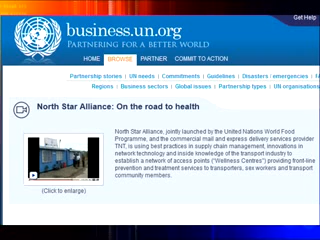 Get Help
business.un.org
PARTNERING FOR A BETTER WORLD
HOME BROWSE PARTNER COMMIT TO ACTION
Partnership stories UN needs Commitments Guidelines Disasters / emergencies FA
Regions Business sectors Global issues Partnership types UN organisations
North Star Alliance: On the road to health
North Star Alliance, jointly launched by the United Nations World Food
Programme, and the commercial mail and express delivery services provider
TNT, is using best practices in supply chain management, innovations in
network technology and inside knowledge of the transport industry to
establish a network of access points ("Wellness Centres") providing front-line
prevention and treatment services to transporters, sex workers and transport
community members.
(Click to enlarge)